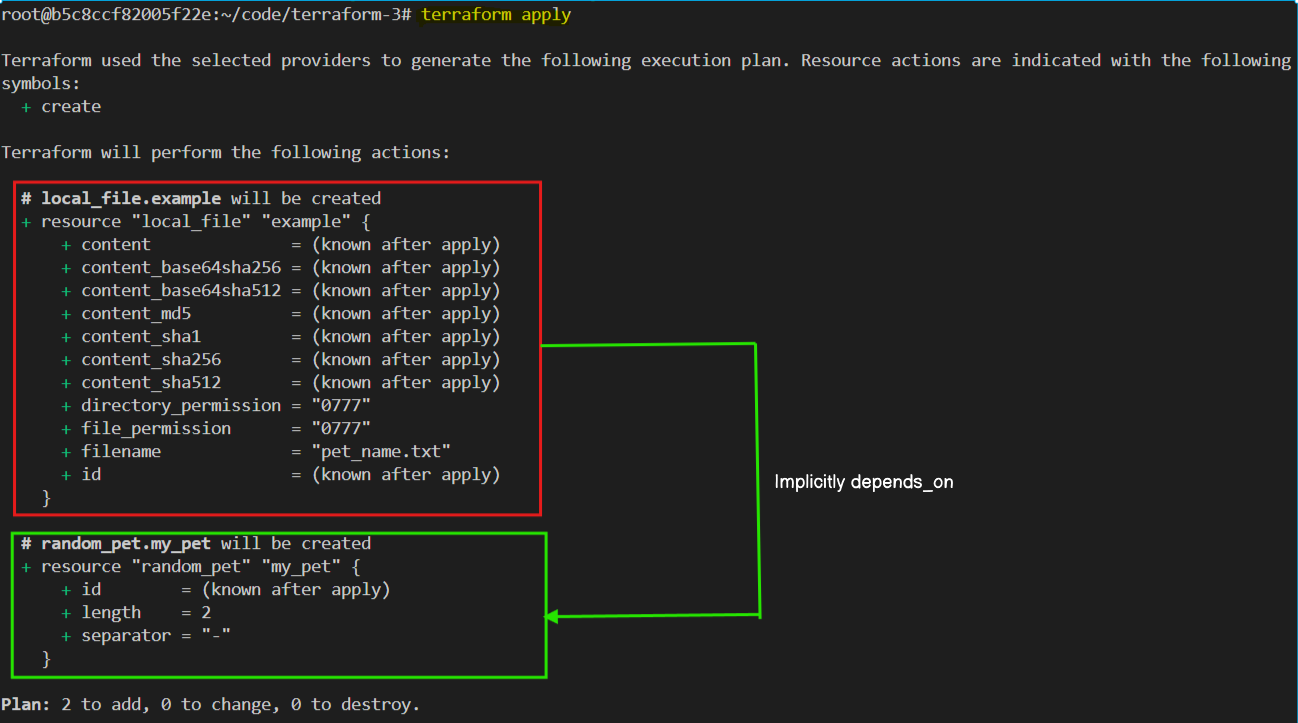 root@b5c8ccf82005f22e:~/code/terraform-3# terraform apply
Terraform used the selected providers to generate the following execution plan. Resource actions are indicated with the following
symbols:
+ create
Terraform will perform the following actions:
# local_file.example will be created
+ resource "local_file" "example" {
+ content = (known after apply)
+ content_base64sha256 = (known after apply)
+ content_base64sha512 = (known after apply)
+ content_md5 = (known after apply)
+ content_sha1 = (known after apply)
+ content_sha256 = (known after apply)
+ content_sha512 = (known after apply)
+ directory_permission = "0777"
+ file_permission = "0777"
+ filename = "pet_name.txt"
+ id = (known after apply)
}
Implicitly depends_on
# random_pet.my_pet will be created
+ resource "random_pet" "my_pet" {
+ id = (known after apply)
+ length = 2
+ separator = "-"
}
Plan: 2 to add, 0 to change, 0 to destroy.